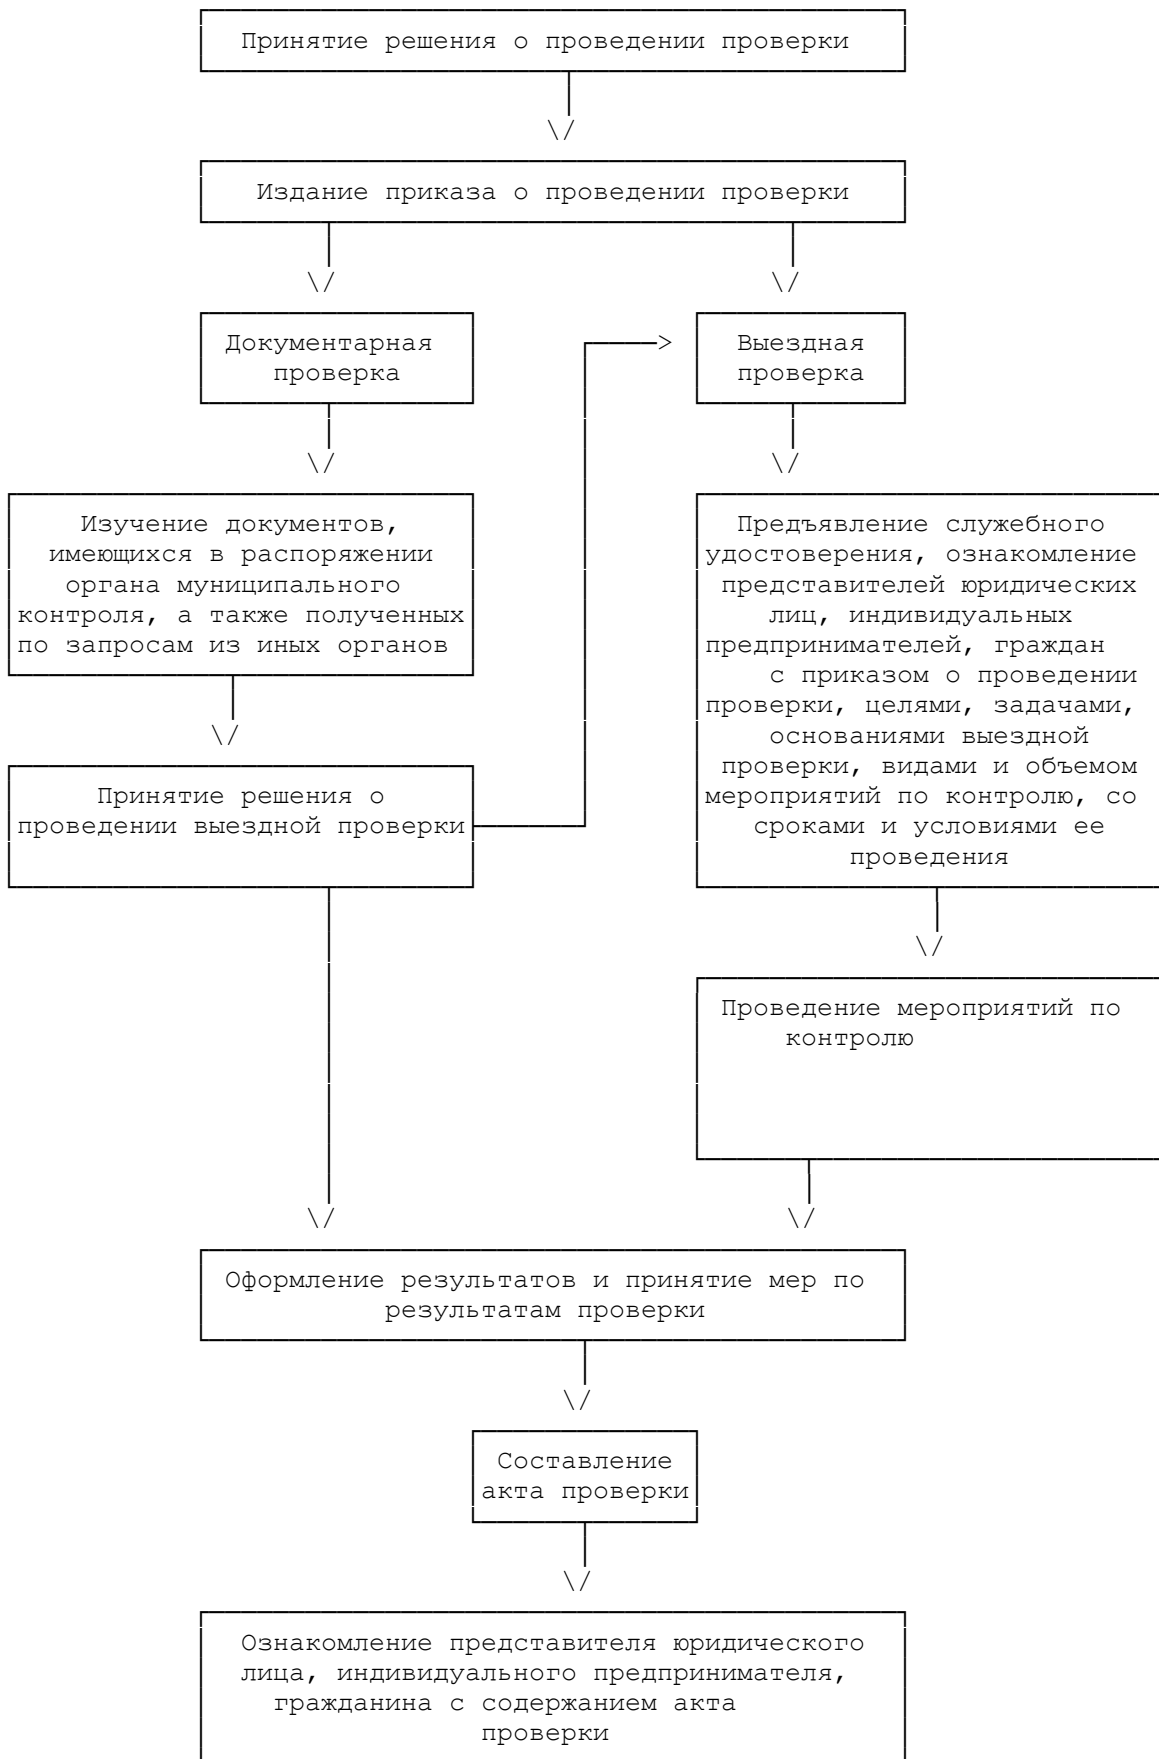 Принятие решения о проведении проверки
\/
Издание приказа о проведении проверки
\/
\/
Документарная
проверка
>
Выездная
проверка
\/
\/
Изучение документов,
имеющихся в распоряжении
органа муниципального
контроля, а также полученных
по запросам из иных органов
\/
Принятие решения о
проведении выездной проверки
Предъявление служебного
удостоверения, ознакомление
представителей юридических
лиц, индивидуальных
предпринимателей, граждан
с приказом о проведении
проверки, целями, задачами,
основаниями выездной
проверки, видами и объемом
мероприятий по контролю, со
сроками и условиями ее
проведения
\/
Проведение мероприятий по
контролю
\/
\/
Оформление результатов и принятие мер по
результатам проверки
\/
Составление
акта проверки
\/
Ознакомление представителя юридического
лица, индивидуального предпринимателя,
гражданина с содержанием акта
проверки